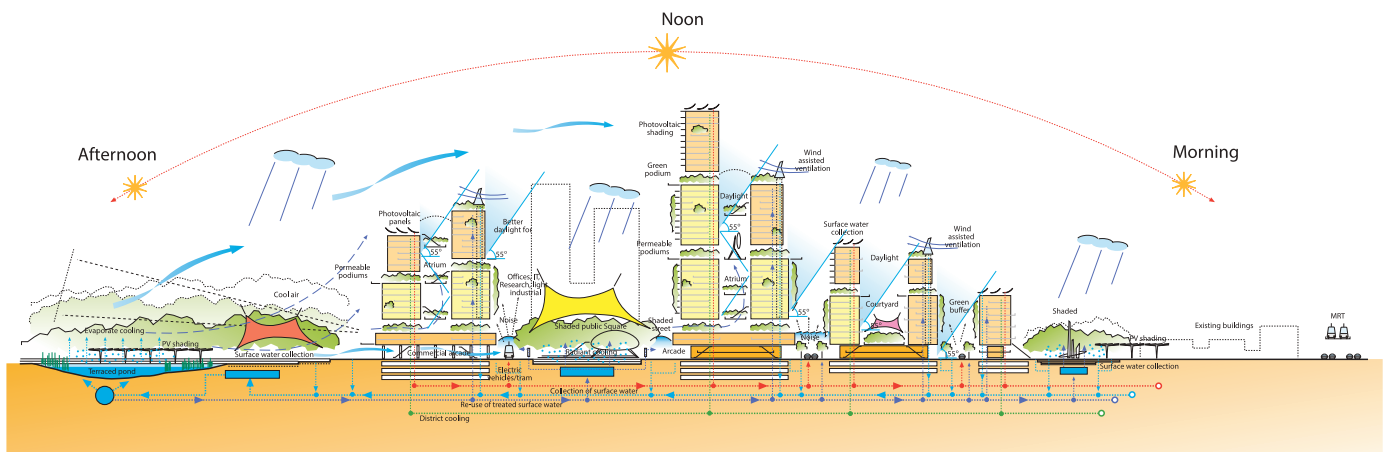 Noon
Afternoon
Morning
Photovoltaic
shading
Wind
assisted
ventilation
Green
podium
Daylight
Photovoltaic
panels
Better
daylight for
55°
55°
55°
Surface water
collection
Wind
assisted
ventilation
Permeable
podiums
Permeable
podiums
Atrium
Daylight
Offices, IT,
Research, light
industrial
Atrium
Cool air
Courtyard
Green
buffer
55°
Shaded
Noise
Shaded
street
55°
Evaporate cooling
Shaded public Square
Noise
Existing buildings
MRT
PV shading
PV shading
Surface water collection
Commercial arcade
Radiant cooling
Arcade
55°
Terraced pond
Electric
vehicles/tram
Surface water collection
Collection of surface water
Re-use of treated surface water
District cooling